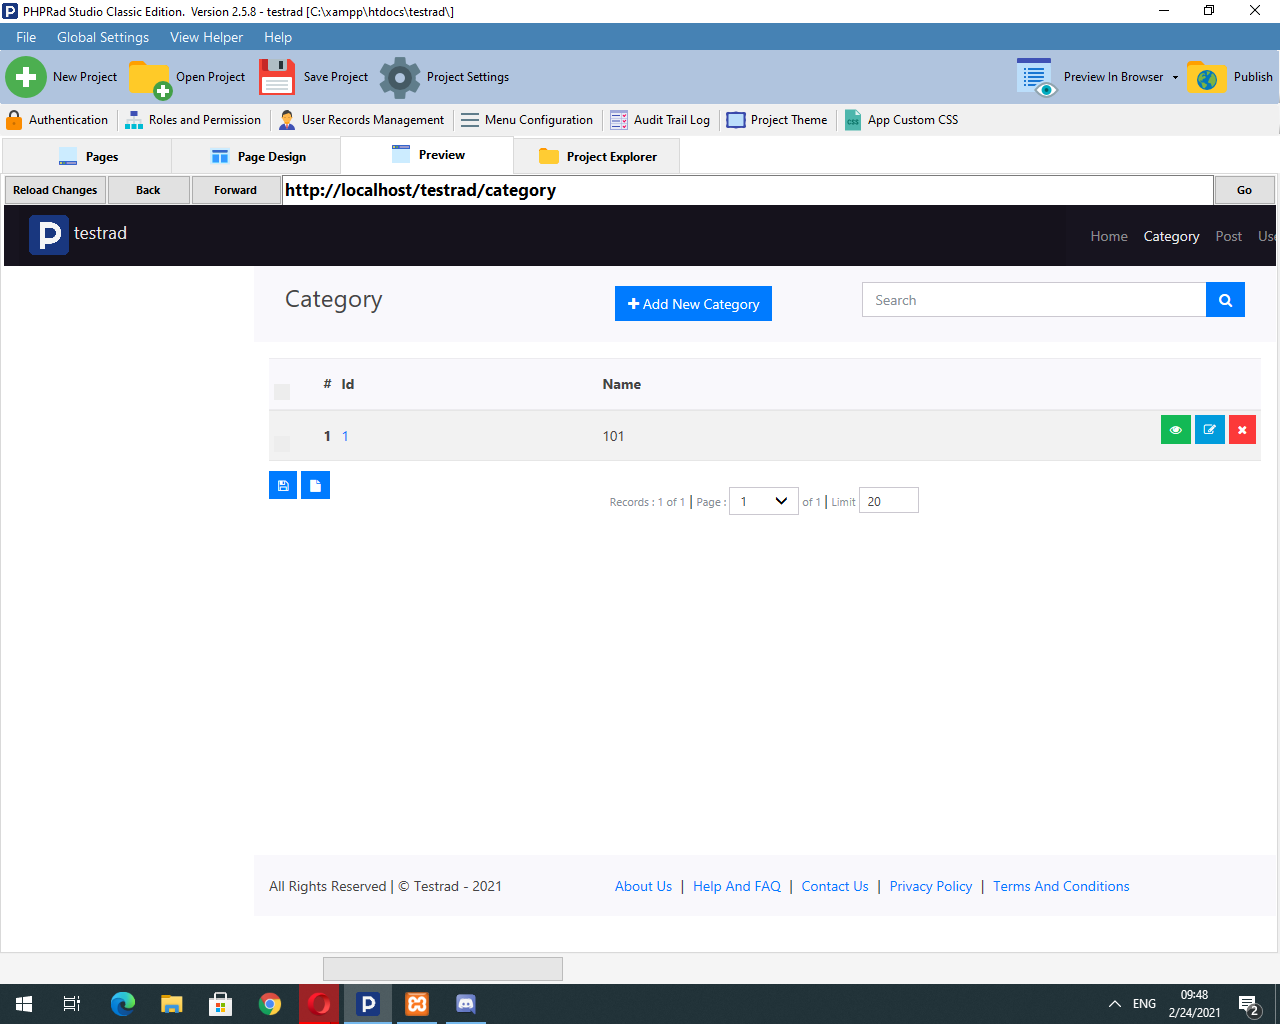 PHPRad Studio Classic Edition.  Version 2.5.8 - testrad [C:\xampp\htdocs\testrad\]
File Global Settings View Helper Help
New Project Open Project Save Project Project Settings Preview In Browser Publish
Authentication Roles and Permission User Records Management Menu Configuration Audit Trail Log Project Theme App Custom CSS
Pages Page Design Preview Project Explorer
Reload Changes Back Forward http://localhost/testrad/category Go
testrad Home Category Post Use
Category Add New Category Search
# Id Name
1 1 101
Records : 1 of 1 | Page : 1 of 1 | Limit 20
All Rights Reserved | © Testrad - 2021 About Us | Help And FAQ | Contact Us | Privacy Policy | Terms And Conditions
ENG 09:48
2/24/2021 2